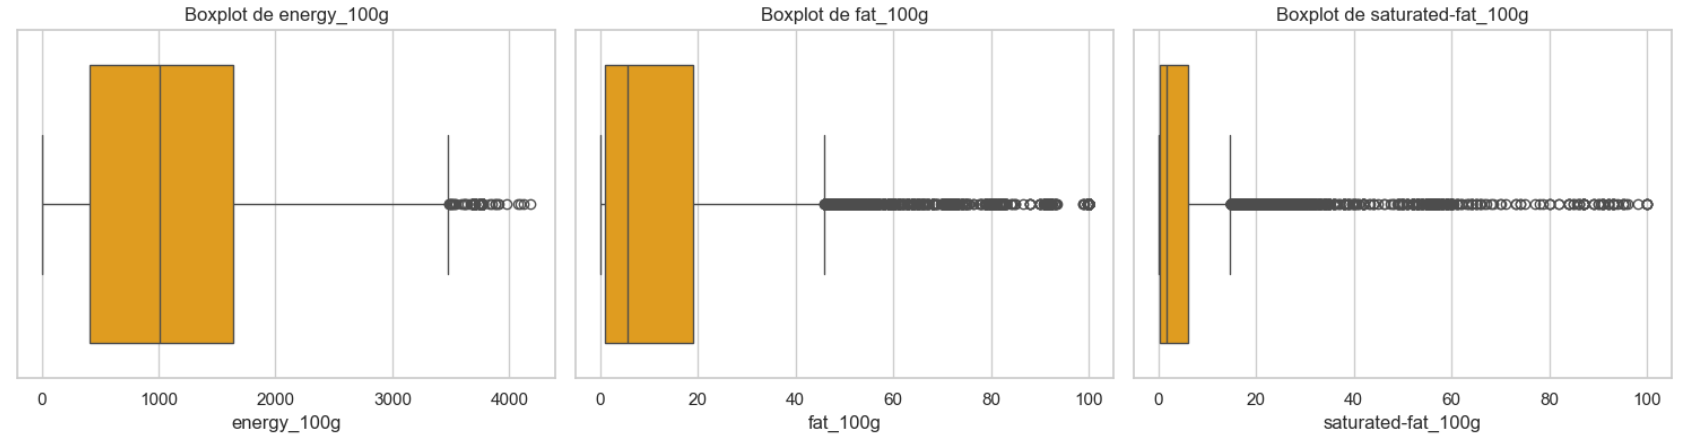 Boxplot de energy_100g
0 1000 2000 3000 4000
energy_100g
Boxplot de fat_100g
0 20 40 60 80 100
fat_100g
Boxplot de saturated-fat_100g
0 20 40 60 80 100
saturated-fat_100g